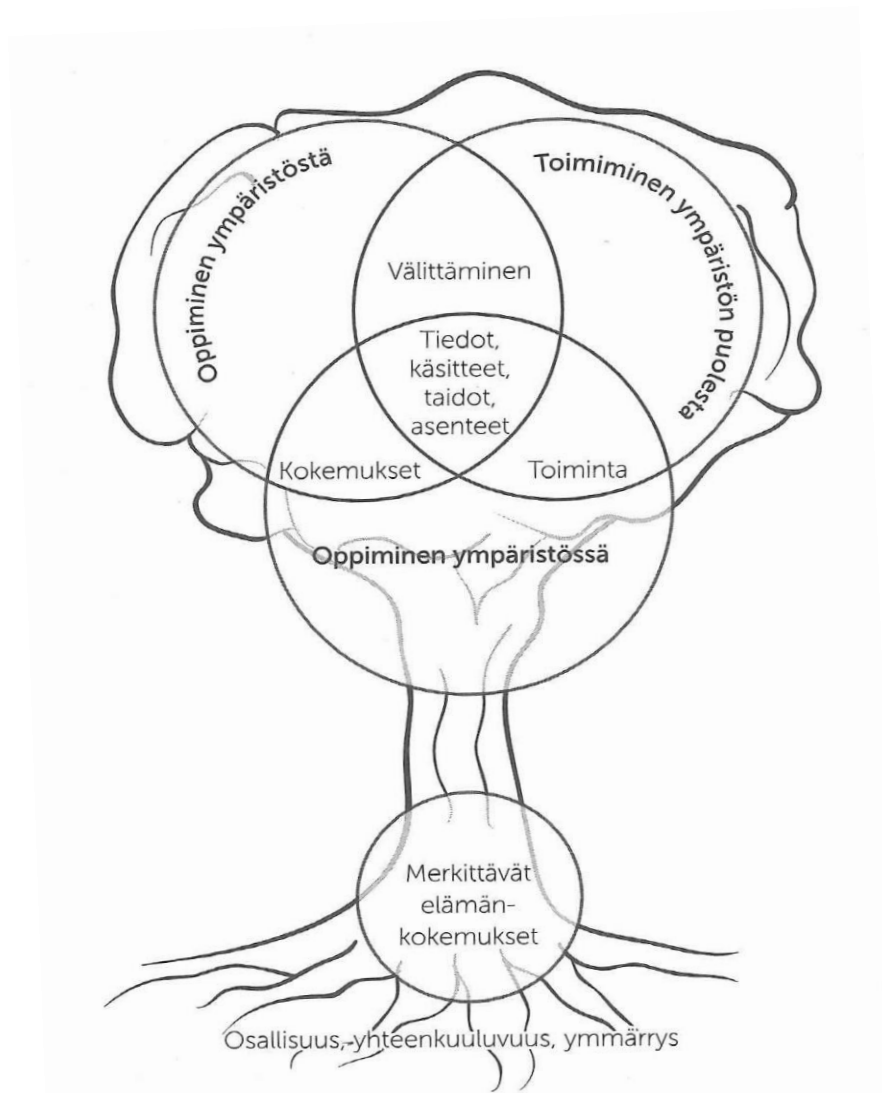 Oppiminen ympäristöstä
Toimiminen ympäristön puolesta
Välittäminen
Tiedot,
käsitteet,
taidot,
asenteet
Kokemukset
Toiminta
Oppiminen ympäristössä
Merkittävät
elämän-
kokemukset
Osallisuus, yhteenkuuluvuus, ymmärrys